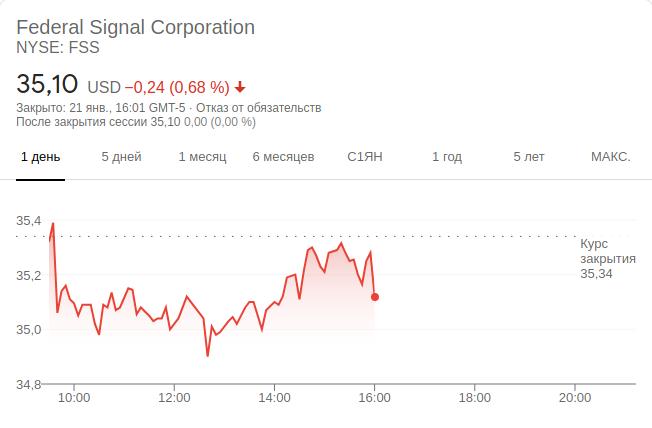 Federal Signal Corporation
NYSE: FSS
35,10 USD −0,24 (0,68 %)
Закрыто: 21 янв., 16:01 GMT-5 · Отказ от обязательств
После закрытия сессии 35,10 0,00 (0,00 %)
1 день 5 дней 1 месяц 6 месяцев С1ЯН 1 год 5 лет МАКС.
35,4
Курс
закрытия
35,34
35,2
35,0
34,8
10:00 12:00 14:00 16:00 18:00 20:00